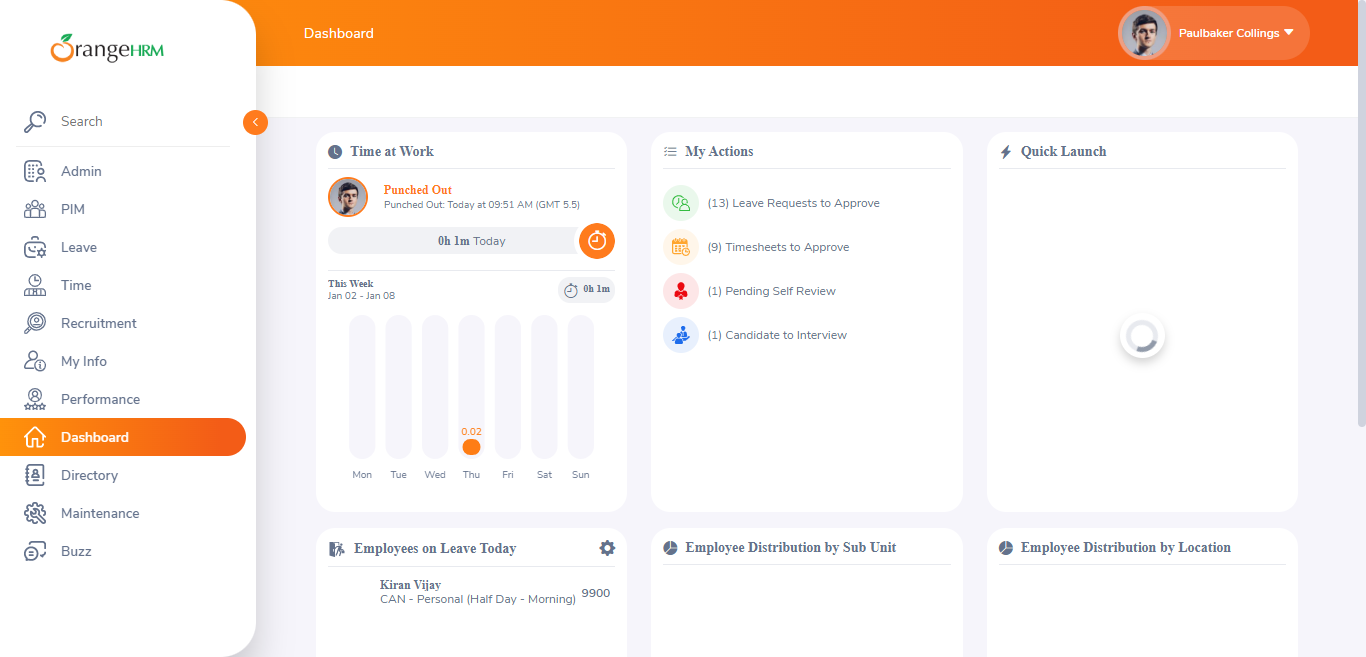 OrangeHRM
Search
Admin
PIM
Leave
Time
Recruitment
My Info
Performance
Dashboard
Directory
Maintenance
Buzz
Dashboard
Paulbaker Collings
Time at Work
Punched Out
Punched Out: Today at 09:51 AM (GMT 5.5)
0h 1m Today
This Week
Jan 02 - Jan 08
0h 1m
0.02
Mon Tue Wed Thu Fri Sat Sun
My Actions
(13) Leave Requests to Approve
(9) Timesheets to Approve
(1) Pending Self Review
(1) Candidate to Interview
Quick Launch
Employees on Leave Today
Kiran Vijay
CAN - Personal (Half Day - Morning)
9900
Employee Distribution by Sub Unit
Employee Distribution by Location